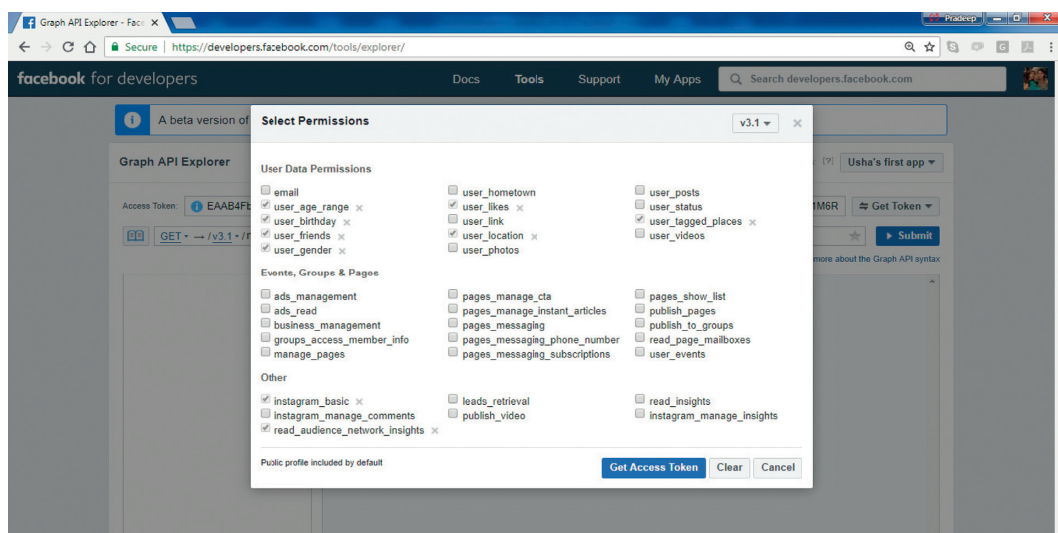 Graph API Explorer - Face
Pradeep
Secure | https://developers.facebook.com/tools/explorer/
facebook for developers Docs Tools Support My Apps Search developers.facebook.com
A beta version of
Select Permissions v3.1
Graph API Explorer [?] Usha's first app
User Data Permissions
email user_hometown user_posts
Access Token: EAAB4Fb user_age_range user_likes user_status 1M6R Get Token
user_birthday user_link user_tagged_places
GET → /v3.1 user_friends user_location user_videos Submit
user_gender user_photos
more about the Graph API syntax
Events, Groups & Pages
ads_management pages_manage_cta pages_show_list
ads_read pages_manage_instant_articles publish_pages
business_management pages_messaging publish_to_groups
groups_access_member_info pages_messaging_phone_number read_page_mailboxes
manage_pages pages_messaging_subscriptions user_events
Other
instagram_basic leads_retrieval read_insights
instagram_manage_comments publish_video instagram_manage_insights
read_audience_network_insights
Public profile included by default Get Access Token Clear Cancel